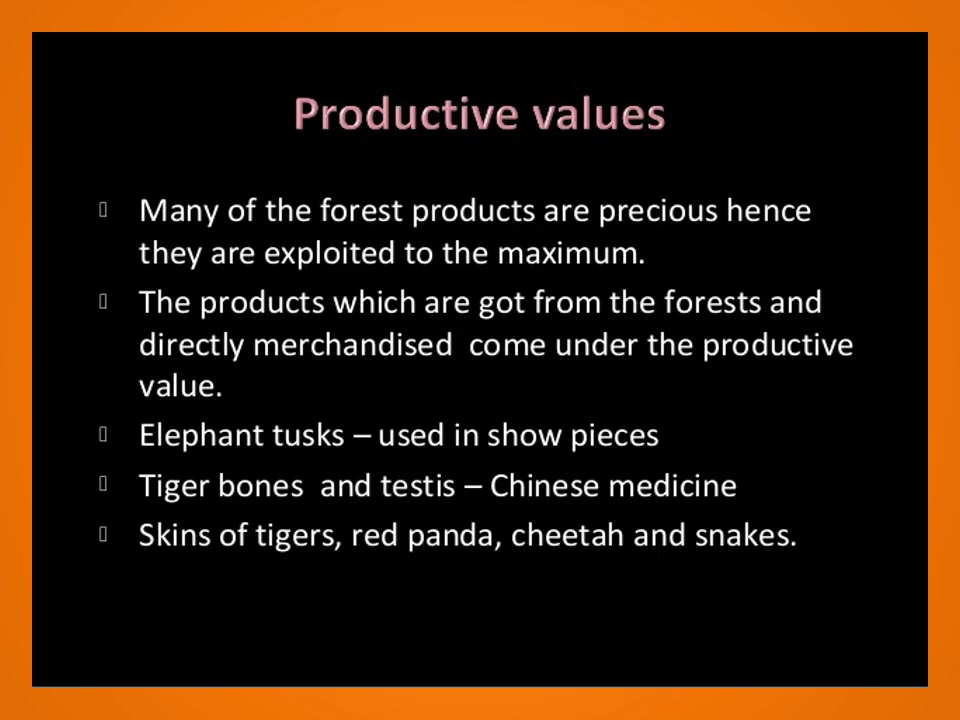 Productive values
Many of the forest products are precious hence
they are exploited to the maximum.
The products which are got from the forests and
directly merchandised  come under the productive
value.
Elephant tusks – used in show pieces
Tiger bones  and testis – Chinese medicine
Skins of tigers, red panda, cheetah and snakes.